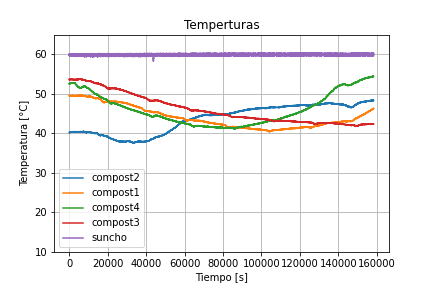 Temperturas
Temperatura [°C]
60
50
40
30
20
10
compost2
compost1
compost4
compost3
suncho
0 20000 40000 60000 80000 100000 120000 140000 160000
Tiempo [s]